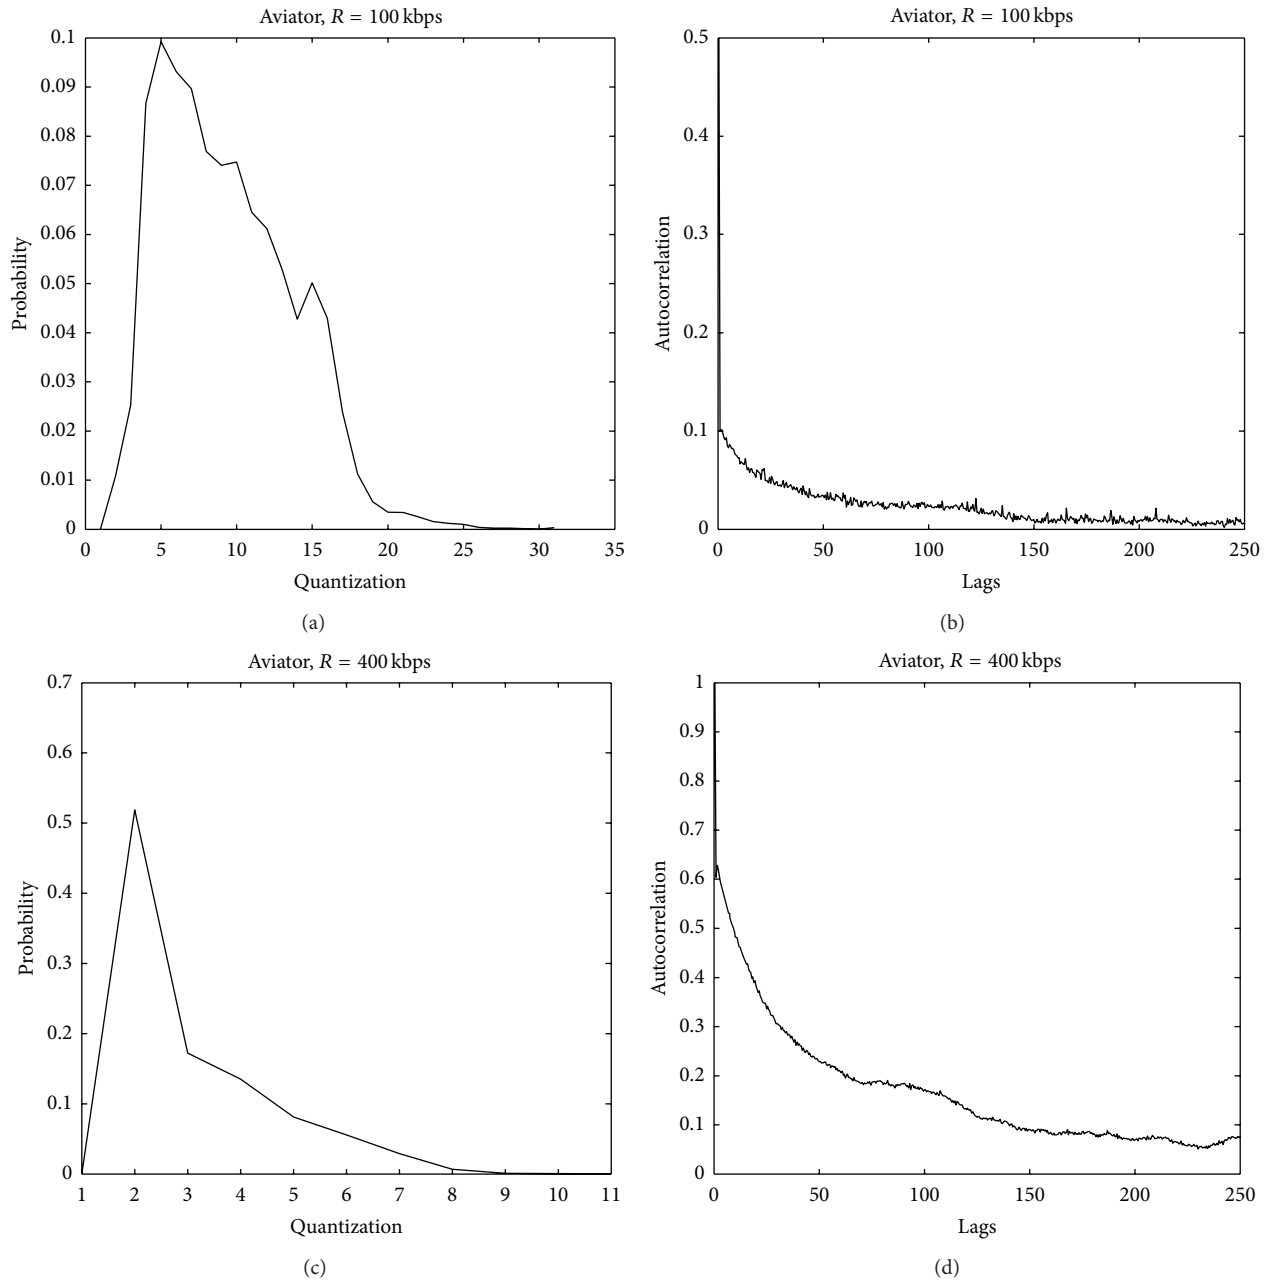 Aviator, R = 100 kbps
0.1
0.09
0.08
0.07
0.06
0.05
0.04
0.03
0.02
0.01
0
Probability
0 5 10 15 20 25 30 35
Quantization
(a)
Aviator, R = 100 kbps
0.5
0.4
0.3
0.2
0.1
0
Autocorrelation
0 50 100 150 200 250
Lags
(b)
Aviator, R = 400 kbps
0.7
0.6
0.5
0.4
0.3
0.2
0.1
0
Probability
1 2 3 4 5 6 7 8 9 10 11
Quantization
(c)
Aviator, R = 400 kbps
1
0.9
0.8
0.7
0.6
0.5
0.4
0.3
0.2
0.1
0
Autocorrelation
0 50 100 150 200 250
Lags
(d)